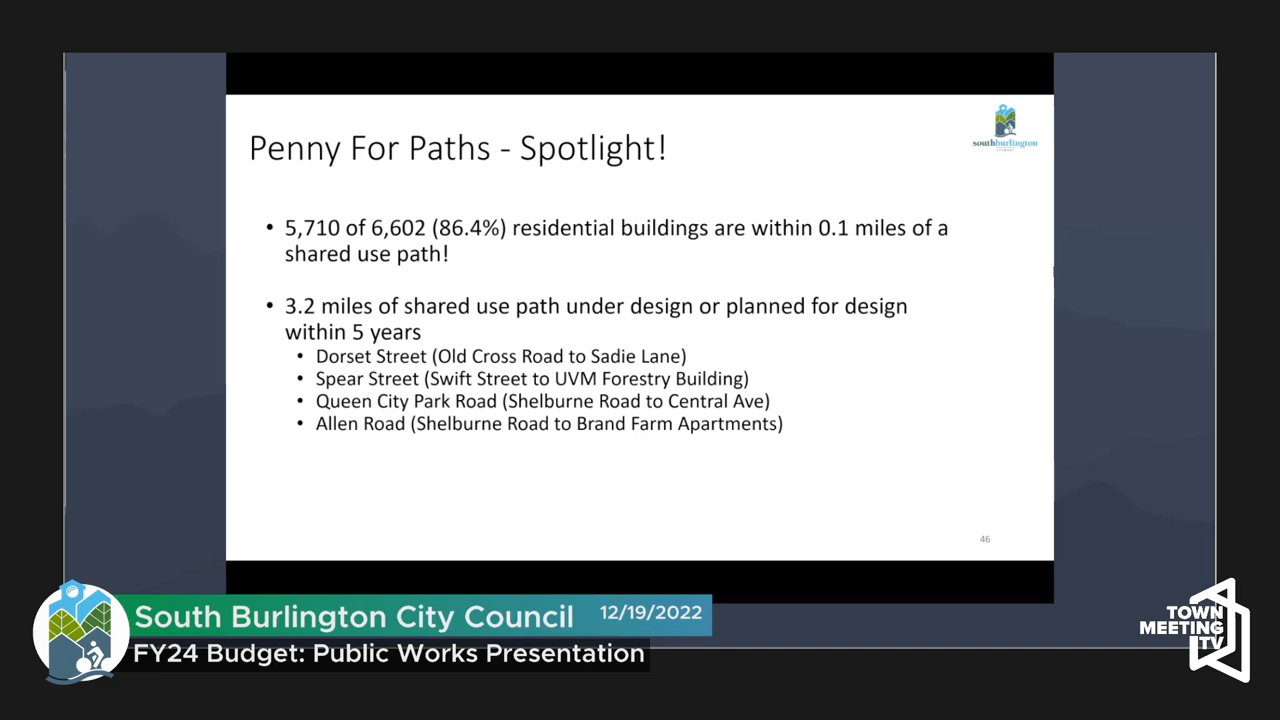 Penny For Paths - Spotlight!
southburlington
• 5,710 of 6,602 (86.4%) residential buildings are within 0.1 miles of a
shared use path!
• 3.2 miles of shared use path under design or planned for design
within 5 years
• Dorset Street (Old Cross Road to Sadie Lane)
• Spear Street (Swift Street to UVM Forestry Building)
• Queen City Park Road (Shelburne Road to Central Ave)
• Allen Road (Shelburne Road to Brand Farm Apartments)
46
South Burlington City Council 12/19/2022
FY24 Budget: Public Works Presentation
TOWN
MEETING
TV